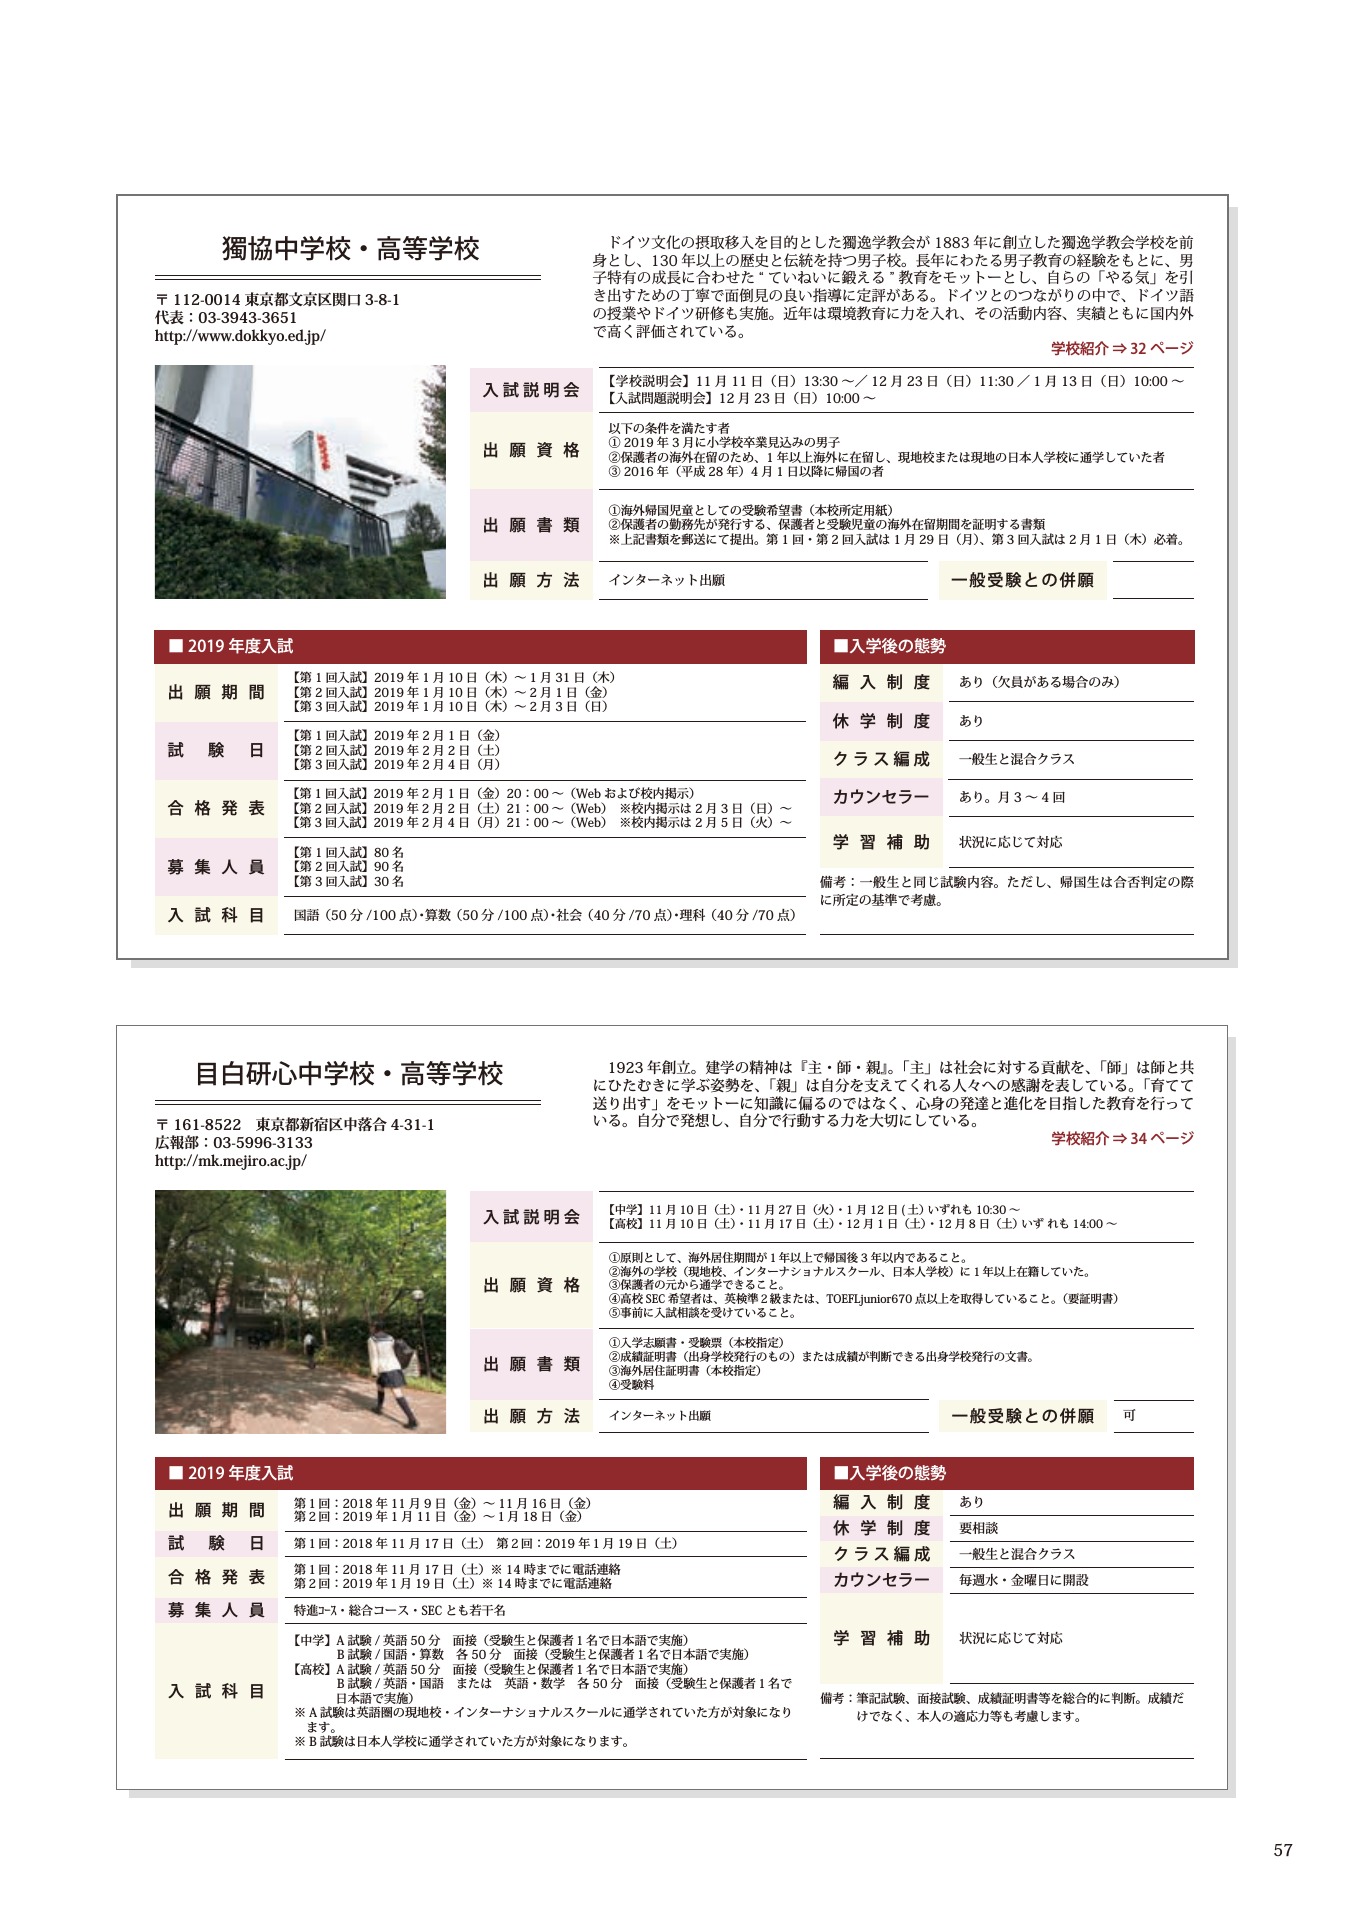 獨協中学校・高等学校
〒 112-0014 東京都文京区関口 3-8-1
代表：03-3943-3651
http://www.dokkyo.ed.jp/
ドイツ文化の摂取移入を目的とした獨逸学教会が 1883 年に創立した獨逸学教会学校を前
身とし、130 年以上の歴史と伝統を持つ男子校。長年にわたる男子教育の経験をもとに、男
子特有の成長に合わせた “ ていねいに鍛える ” 教育をモットーとし、自らの「やる気」を引
き出すための丁寧で面倒見の良い指導に定評がある。ドイツとのつながりの中で、ドイツ語
の授業やドイツ研修も実施。近年は環境教育に力を入れ、その活動内容、実績ともに国内外
で高く評価されている。
学校紹介 ⇒ 32 ページ
入試説明会
【学校説明会】11 月 11 日（日）13:30 ～／ 12 月 23 日（日）11:30 ／ 1 月 13 日（日）10:00 ～
【入試問題説明会】12 月 23 日（日）10:00 ～
出願資格
以下の条件を満たす者
① 2019 年 3 月に小学校卒業見込みの男子
②保護者の海外在留のため、1 年以上海外に在留し、現地校または現地の日本人学校に通学していた者
③ 2016 年（平成 28 年）4 月 1 日以降に帰国の者
出願書類
①海外帰国児童としての受験希望書（本校所定用紙）
②保護者の勤務先が発行する、保護者と受験児童の海外在留期間を証明する書類
※上記書類を郵送にて提出。第 1 回・第 2 回入試は 1 月 29 日（月）、第 3 回入試は 2 月 1 日（木）必着。
出願方法
インターネット出願
一般受験との併願
■ 2019 年度入試
出願期間
【第 1 回入試】2019 年 1 月 10 日（木）～ 1 月 31 日（木）
【第 2 回入試】2019 年 1 月 10 日（木）～ 2 月 1 日（金）
【第 3 回入試】2019 年 1 月 10 日（木）～ 2 月 3 日（日）
試験日
【第 1 回入試】2019 年 2 月 1 日（金）
【第 2 回入試】2019 年 2 月 2 日（土）
【第 3 回入試】2019 年 2 月 4 日（月）
合格発表
【第 1 回入試】2019 年 2 月 1 日（金）20：00 ～（Web および校内掲示）
【第 2 回入試】2019 年 2 月 2 日（土）21：00 ～（Web）　※校内掲示は 2 月 3 日（日）～
【第 3 回入試】2019 年 2 月 4 日（月）21：00 ～（Web）　※校内掲示は 2 月 5 日（火）～
募集人員
【第 1 回入試】80 名
【第 2 回入試】90 名
【第 3 回入試】30 名
入試科目
国語（50 分 /100 点）・算数（50 分 /100 点）・社会（40 分 /70 点）・理科（40 分 /70 点）
■入学後の態勢
編入制度
あり（欠員がある場合のみ）
休学制度
あり
クラス編成
一般生と混合クラス
カウンセラー
あり。月 3 ～ 4 回
学習補助
状況に応じて対応
備考：一般生と同じ試験内容。ただし、帰国生は合否判定の際
に所定の基準で考慮。
目白研心中学校・高等学校
〒 161-8522　東京都新宿区中落合 4-31-1
広報部：03-5996-3133
http://mk.mejiro.ac.jp/
1923 年創立。建学の精神は『主・師・親』。「主」は社会に対する貢献を、「師」は師と共
にひたむきに学ぶ姿勢を、「親」は自分を支えてくれる人々への感謝を表している。「育てて
送り出す」をモットーに知識に偏るのではなく、心身の発達と進化を目指した教育を行って
いる。自分で発想し、自分で行動する力を大切にしている。
学校紹介 ⇒ 34 ページ
入試説明会
【中学】11 月 10 日（土）・11 月 27 日（火）・1 月 12 日 ( 土 ) いずれも 10:30 ～
【高校】11 月 10 日（土）・11 月 17 日（土）・12 月 1 日（土）・12 月 8 日（土）いず れも 14:00 ～
出願資格
①原則として、海外居住期間が 1 年以上で帰国後 3 年以内であること。
②海外の学校（現地校、インターナショナルスクール、日本人学校）に 1 年以上在籍していた。
③保護者の元から通学できること。
④高校 SEC 希望者は、英検準 2 級または、TOEFLjunior670 点以上を取得していること。（要証明書）
⑤事前に入試相談を受けていること。
出願書類
①入学志願書・受験票（本校指定）
②成績証明書（出身学校発行のもの）または成績が判断できる出身学校発行の文書。
③海外居住証明書（本校指定）
④受験料
出願方法
インターネット出願
一般受験との併願
可
■ 2019 年度入試
出願期間
第 1 回：2018 年 11 月 9 日（金）～ 11 月 16 日（金）
第 2 回：2019 年 1 月 11 日（金）～ 1 月 18 日（金）
試験日
第 1 回：2018 年 11 月 17 日（土）　第 2 回：2019 年 1 月 19 日（土）
合格発表
第 1 回：2018 年 11 月 17 日（土）※ 14 時までに電話連絡
第 2 回：2019 年 1 月 19 日（土）※ 14 時までに電話連絡
募集人員
特進ｺｰｽ・総合コース・SEC とも若干名
入試科目
【中学】A 試験 / 英語 50 分　面接（受験生と保護者 1 名で日本語で実施）
B 試験 / 国語・算数　各 50 分　面接（受験生と保護者 1 名で日本語で実施）
【高校】A 試験 / 英語 50 分　面接（受験生と保護者 1 名で日本語で実施）
B 試験 / 英語・国語　または　英語・数学　各 50 分　面接（受験生と保護者 1 名で
日本語で実施）
※ A 試験は英語圏の現地校・インターナショナルスクールに通学されていた方が対象になり
ます。
※ B 試験は日本人学校に通学されていた方が対象になります。
■入学後の態勢
編入制度
あり
休学制度
要相談
クラス編成
一般生と混合クラス
カウンセラー
毎週水・金曜日に開設
学習補助
状況に応じて対応
備考：筆記試験、面接試験、成績証明書等を総合的に判断。成績だ
けでなく、本人の適応力等も考慮します。
57